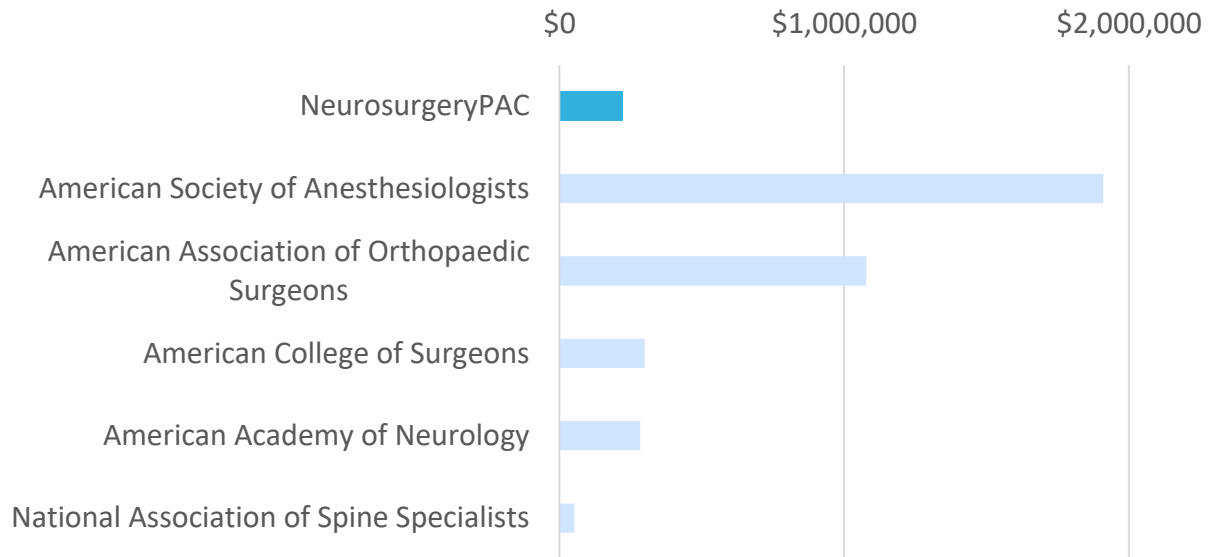 $0 $1,000,000 $2,000,000
NeurosurgeryPAC
American Society of Anesthesiologists
American Association of Orthopaedic
Surgeons
American College of Surgeons
American Academy of Neurology
National Association of Spine Specialists